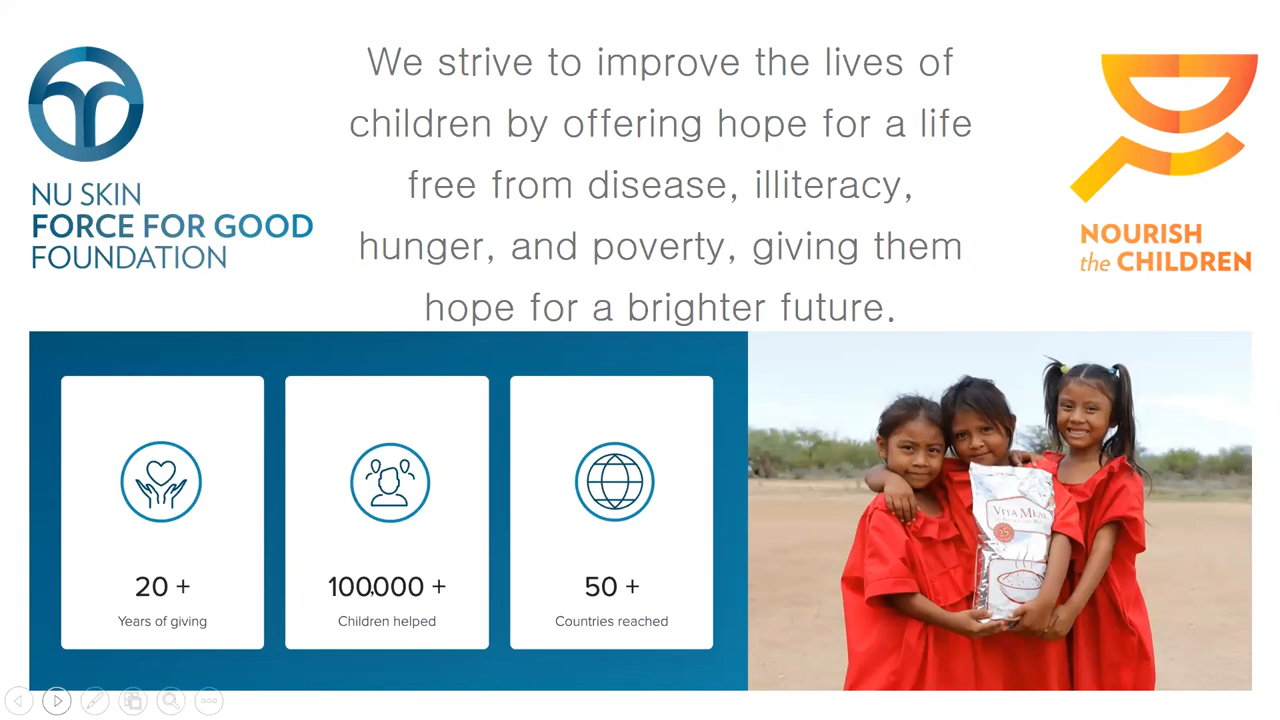 We strive to improve the lives of
children by offering hope for a life
free from disease, illiteracy,
hunger, and poverty, giving them
hope for a brighter future.
NU SKIN
FORCE FOR GOOD
FOUNDATION
NOURISH
the CHILDREN
20 +
Years of giving
100,000 +
Children helped
50 +
Countries reached
VITA MEAL
15